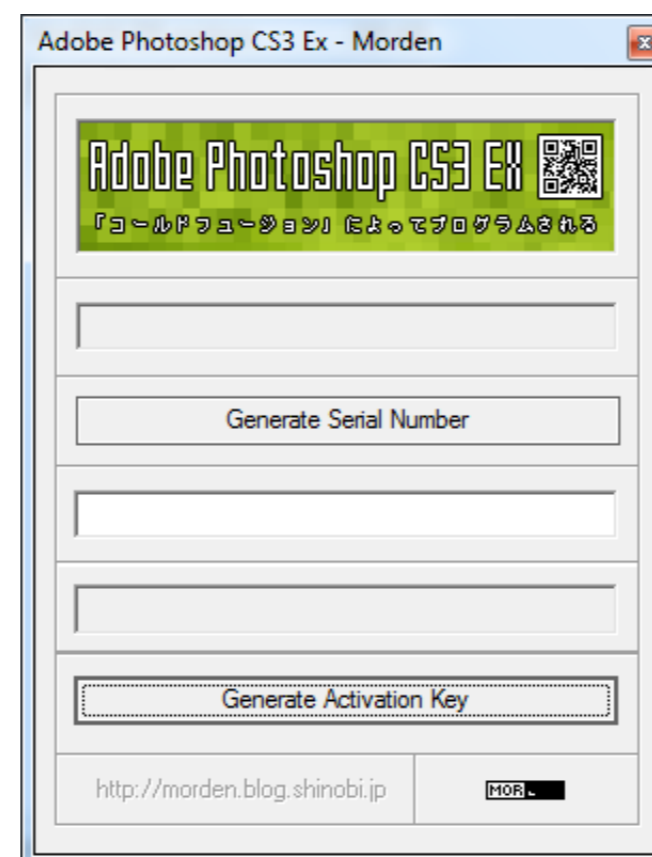 Adobe Photoshop CS3 Ex - Morden
Adobe Photoshop CS3 EX
「コールドフュージョン」によってプログラムされる
Generate Serial Number
Generate Activation Key
http://morden.blog.shinobi.jp
MOR